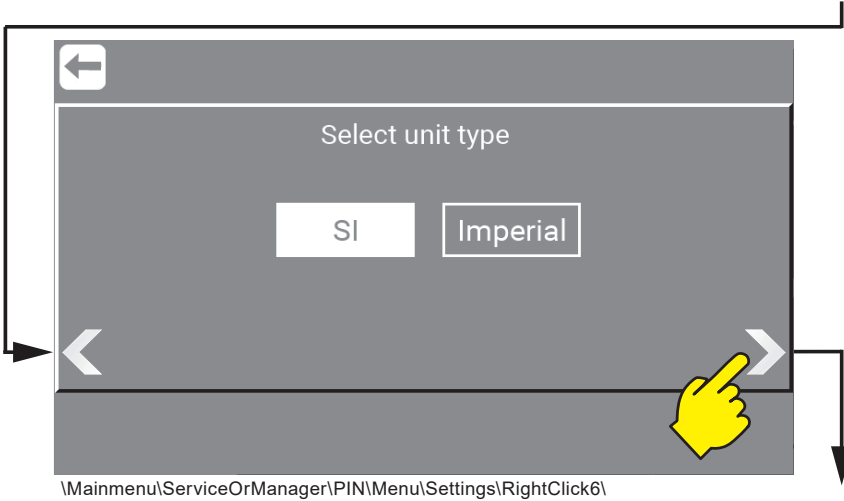 Select unit type
SI Imperial
\Mainmenu\ServiceOrManager\PIN\Menu\Settings\RightClick6\